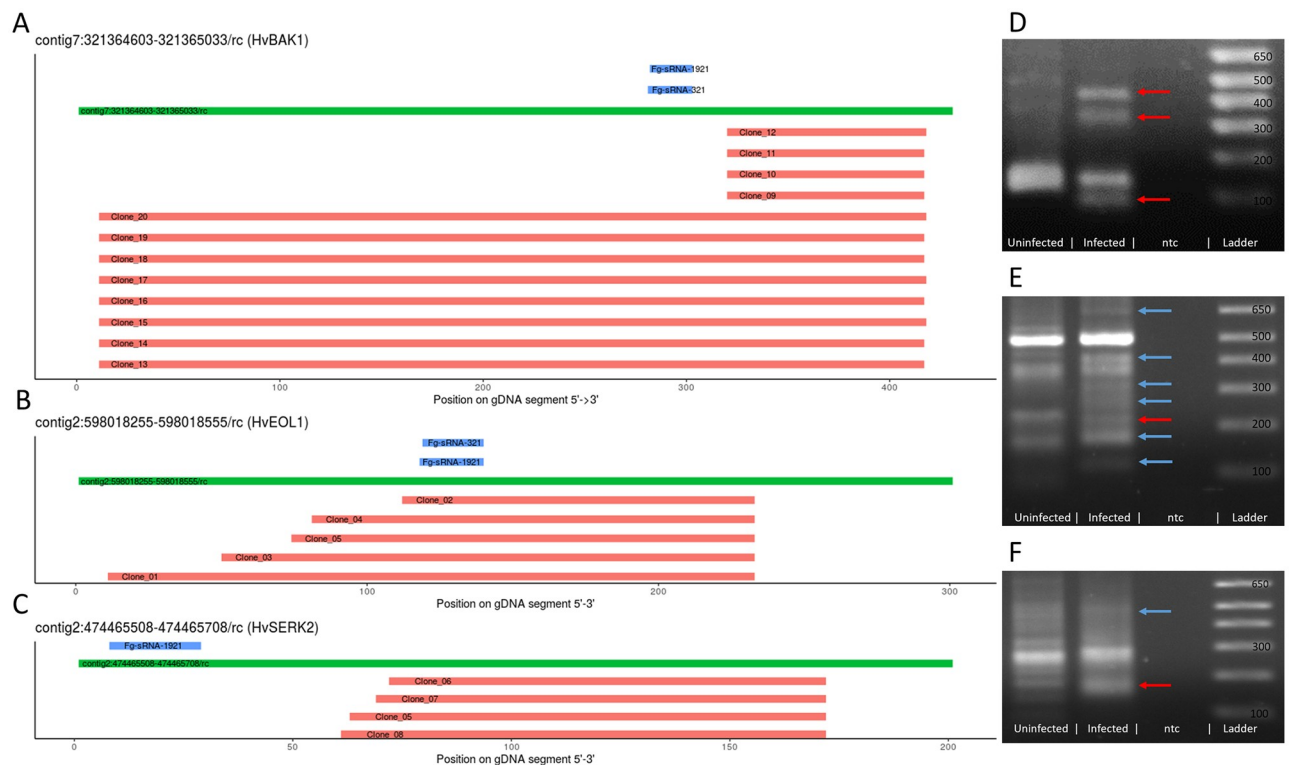 A
contig7:321364603-321365033/rc (HvBAK1)
Fg-sRNA-1921
Fg-sRNA-321
contig7:321364603-321365033/rc
Clone_12
Clone_11
Clone_10
Clone_09
Clone_20
Clone_19
Clone_18
Clone_17
Clone_16
Clone_15
Clone_14
Clone_13
0 100 200 300 400
Position on gDNA segment 5'->3'
B
contig2:598018255-598018555/rc (HvEOL1)
Fg-sRNA-321
Fg-sRNA-1921
contig2:598018255-598018555/rc
Clone_02
Clone_04
Clone_05
Clone_03
Clone_01
0 100 200 300
Position on gDNA segment 5'-3'
C
contig2:474465508-474465708/rc (HvSERK2)
Fg-sRNA-1921
contig2:474465508-474465708/rc
Clone_06
Clone_07
Clone_05
Clone_08
0 50 100 150 200
Position on gDNA segment 5'-3'
D
650
500
400
300
200
100
Uninfected | Infected | ntc | Ladder
E
650
500
400
300
200
100
Uninfected | Infected | ntc | Ladder
F
650
300
100
Uninfected | Infected | ntc | Ladder